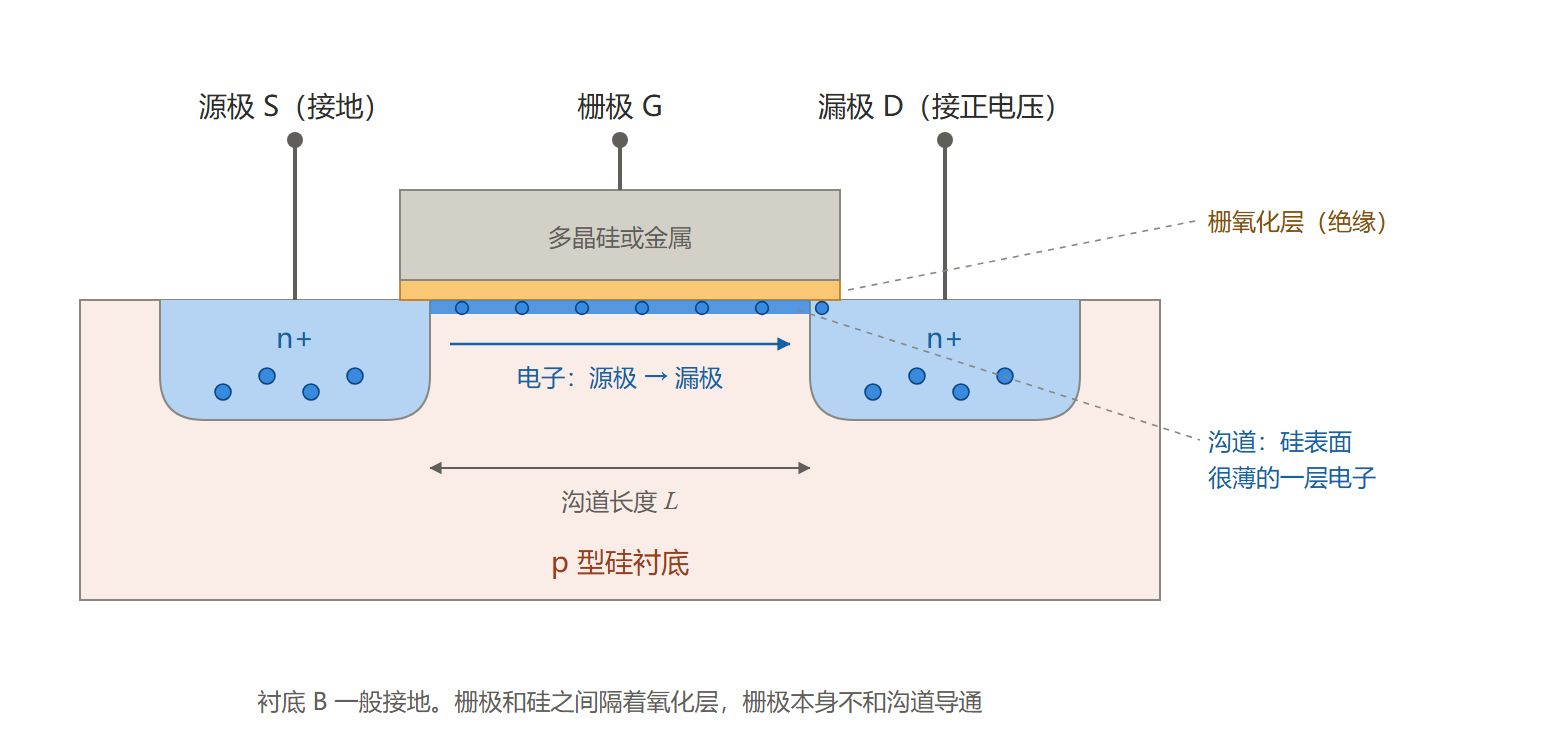 源极 S（接地）
栅极 G
漏极 D（接正电压）
多晶硅或金属
栅氧化层（绝缘）
n+
n+
电子：源极 → 漏极
沟道：硅表面
很薄的一层电子
沟道长度 L
p 型硅衬底
衬底 B 一般接地。栅极和硅之间隔着氧化层，栅极本身不和沟道导通